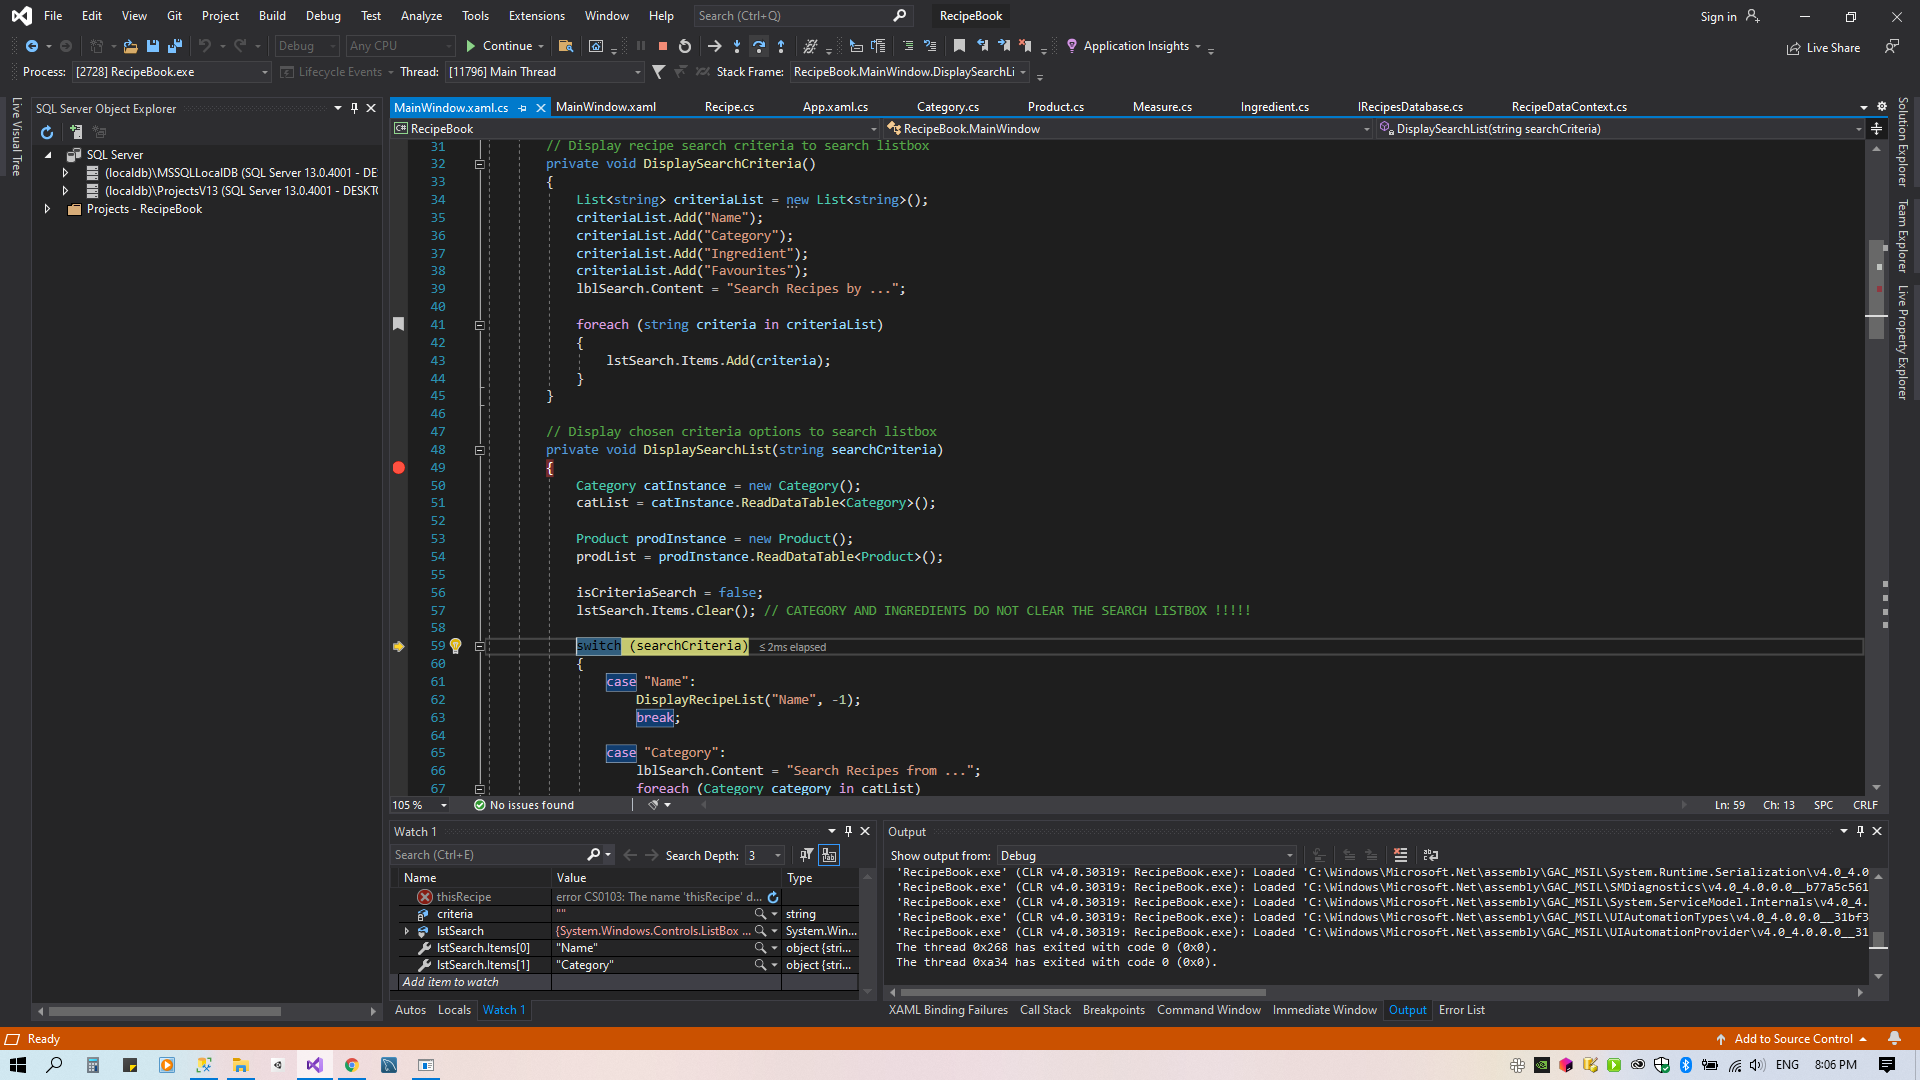 File Edit View Git Project Build Debug Test Analyze Tools Extensions Window Help Search (Ctrl+Q) RecipeBook Sign in
Debug Any CPU Continue Application Insights Live Share
Process: [2728] RecipeBook.exe Lifecycle Events Thread: [11796] Main Thread Stack Frame: RecipeBook.MainWindow.DisplaySearchLi
Live Visual Tree
SQL Server Object Explorer
SQL Server
(localdb)\MSSQLLocalDB (SQL Server 13.0.4001 - DE
(localdb)\ProjectsV13 (SQL Server 13.0.4001 - DESKT
Projects - RecipeBook
MainWindow.xaml.cs MainWindow.xaml Recipe.cs App.xaml.cs Category.cs Product.cs Measure.cs Ingredient.cs IRecipesDatabase.cs RecipeDataContext.cs
C# RecipeBook RecipeBook.MainWindow DisplaySearchList(string searchCriteria)
31 // Display recipe search criteria to search listbox
32 private void DisplaySearchCriteria()
33 {
34 List<string> criteriaList = new List<string>();
35 criteriaList.Add("Name");
36 criteriaList.Add("Category");
37 criteriaList.Add("Ingredient");
38 criteriaList.Add("Favourites");
39 lblSearch.Content = "Search Recipes by ...";
40
41 foreach (string criteria in criteriaList)
42 {
43 lstSearch.Items.Add(criteria);
44 }
45 }
46
47 // Display chosen criteria options to search listbox
48 private void DisplaySearchList(string searchCriteria)
49 {
50 Category catInstance = new Category();
51 catList = catInstance.ReadDataTable<Category>();
52
53 Product prodInstance = new Product();
54 prodList = prodInstance.ReadDataTable<Product>();
55
56 isCriteriaSearch = false;
57 lstSearch.Items.Clear(); // CATEGORY AND INGREDIENTS DO NOT CLEAR THE SEARCH LISTBOX !!!!!
58
59 switch (searchCriteria) ≤ 2ms elapsed
60 {
61 case "Name":
62 DisplayRecipeList("Name", -1);
63 break;
64
65 case "Category":
66 lblSearch.Content = "Search Recipes from ...";
67 foreach (Category category in catList)
105 % No issues found Ln: 59 Ch: 13 SPC CRLF
Solution Explorer
Team Explorer
Live Property Explorer
Watch 1
Search (Ctrl+E) Search Depth: 3
Name Value Type
thisRecipe error CS0103: The name 'thisRecipe' d...
criteria "" string
lstSearch {System.Windows.Controls.ListBox ... System.Win...
lstSearch.Items[0] "Name" object {stri...
lstSearch.Items[1] "Category" object {stri...
Add item to watch
Autos Locals Watch 1
Output
Show output from: Debug
'RecipeBook.exe' (CLR v4.0.30319: RecipeBook.exe): Loaded 'C:\Windows\Microsoft.Net\assembly\GAC_MSIL\System.Runtime.Serialization\v4.0_4.0
'RecipeBook.exe' (CLR v4.0.30319: RecipeBook.exe): Loaded 'C:\Windows\Microsoft.Net\assembly\GAC_MSIL\SMDiagnostics\v4.0_4.0.0.0__b77a5c561
'RecipeBook.exe' (CLR v4.0.30319: RecipeBook.exe): Loaded 'C:\Windows\Microsoft.Net\assembly\GAC_MSIL\System.ServiceModel.Internals\v4.0_4.
'RecipeBook.exe' (CLR v4.0.30319: RecipeBook.exe): Loaded 'C:\Windows\Microsoft.Net\assembly\GAC_MSIL\UIAutomationTypes\v4.0_4.0.0.0__31bf3
'RecipeBook.exe' (CLR v4.0.30319: RecipeBook.exe): Loaded 'C:\Windows\Microsoft.Net\assembly\GAC_MSIL\UIAutomationProvider\v4.0_4.0.0.0__31
The thread 0x268 has exited with code 0 (0x0).
The thread 0xa34 has exited with code 0 (0x0).
XAML Binding Failures Call Stack Breakpoints Command Window Immediate Window Output Error List
Ready Add to Source Control
ENG 8:06 PM